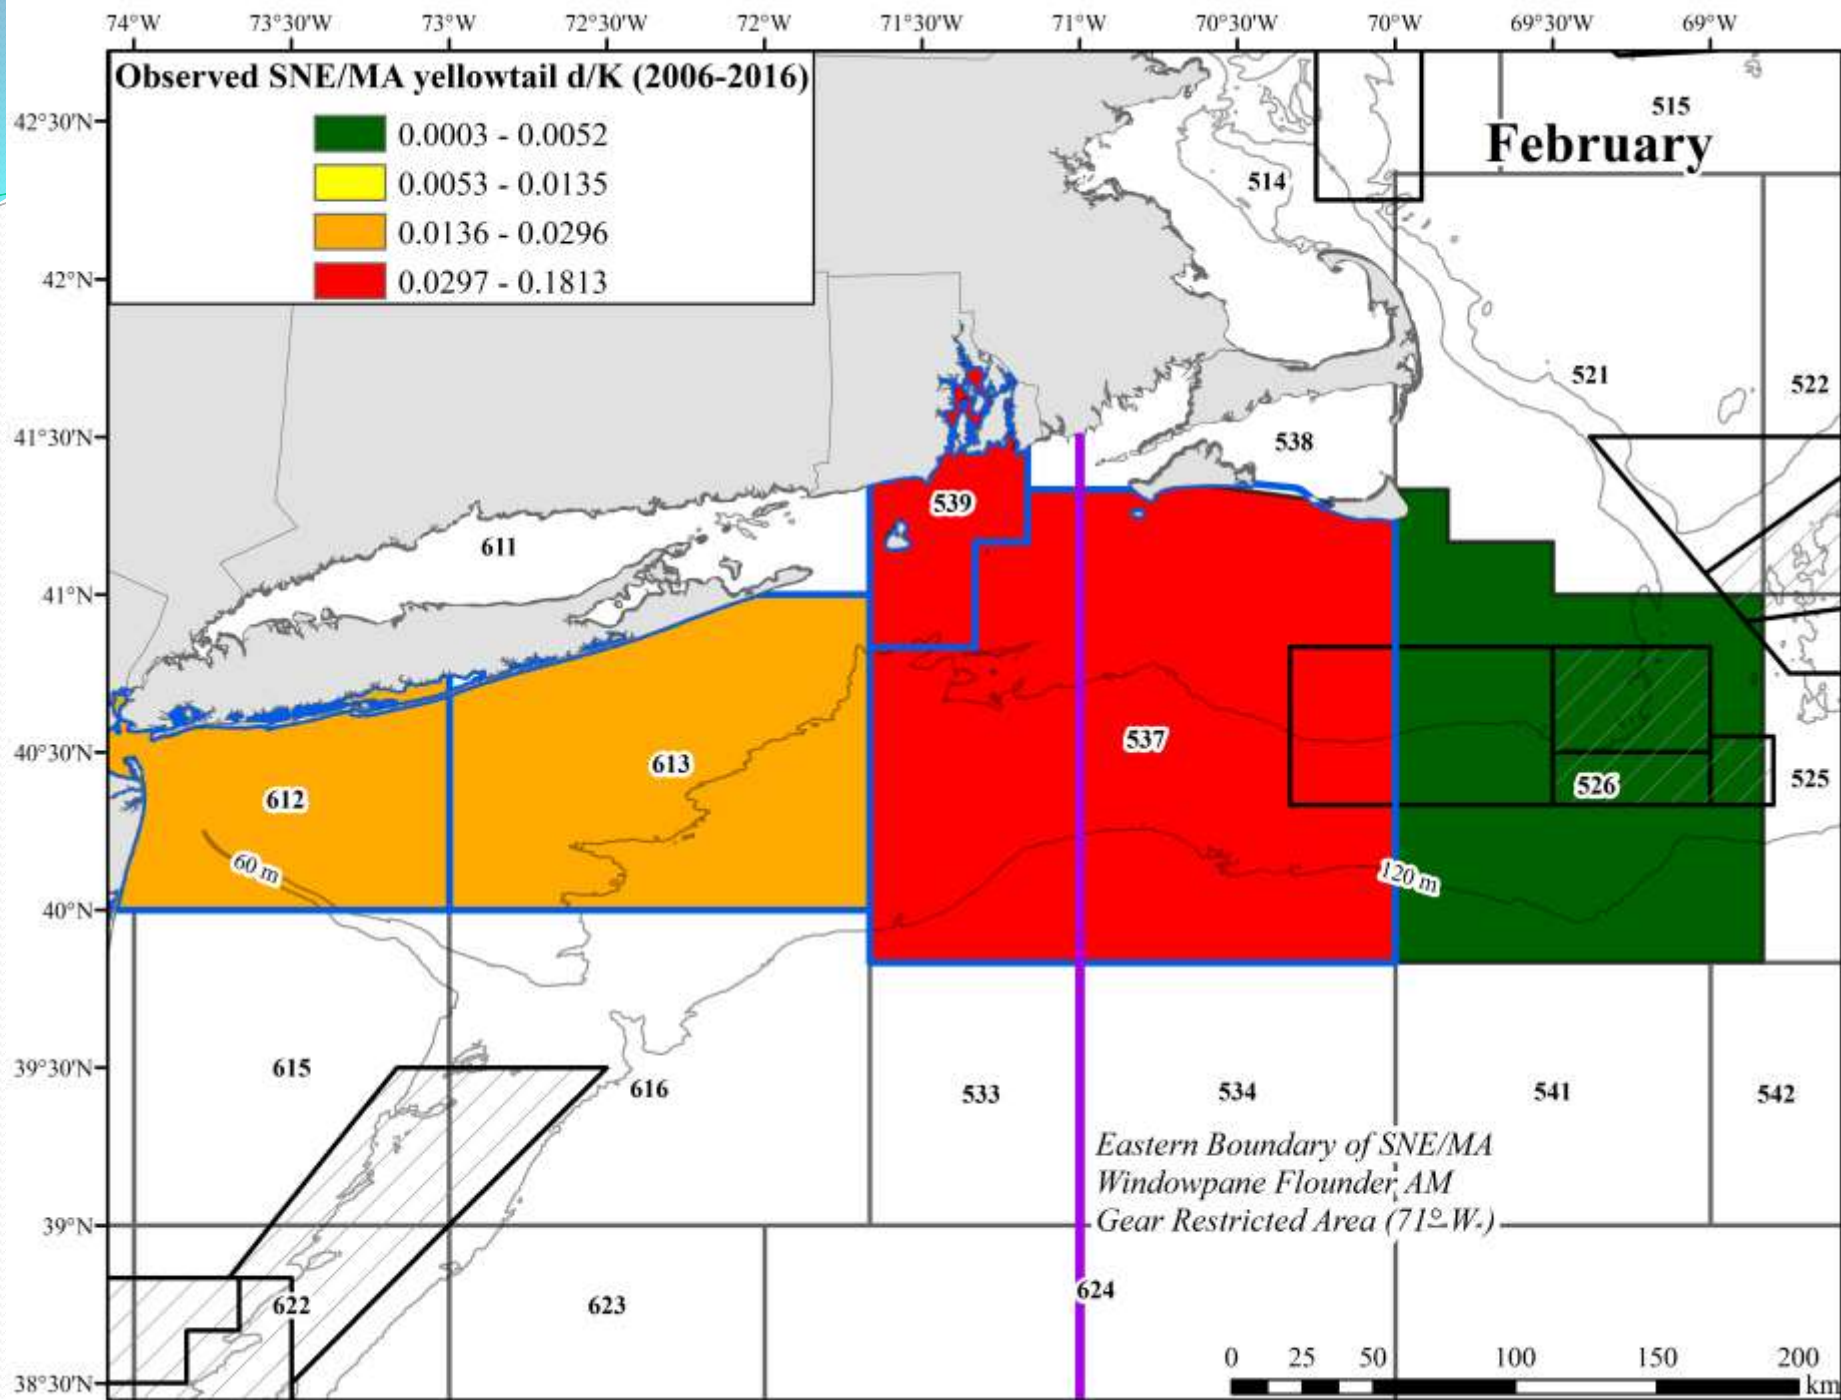 74°W 73°30'W 73°W 72°30'W 72°W 71°30'W 71°W 70°30'W 70°W 69°30'W 69°W
Observed SNE/MA yellowtail d/K (2006-2016)
0.0003 - 0.0052
0.0053 - 0.0135
0.0136 - 0.0296
0.0297 - 0.1813
February
515
42°30'N
514
42°N
521
522
41°30'N
538
539
611
41°N
537
40°30'N
613
526
525
612
60 m
120 m
40°N
39°30'N
615
616
533
534
541
542
Eastern Boundary of SNE/MA
Windowpane Flounder AM
Gear Restricted Area (71° W.)
39°N
622
623
624
0 25 50 100 150 200
km
38°30'N